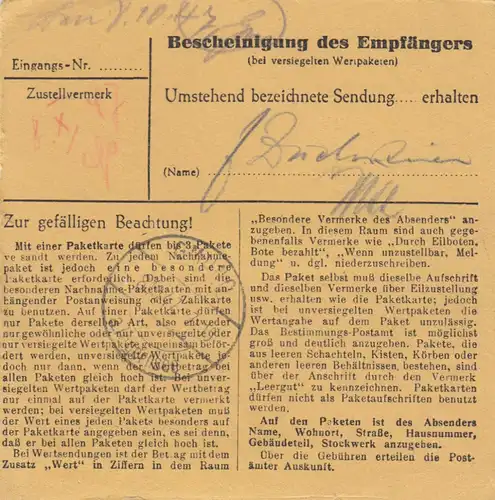 8.10.47
Bescheinigung des Empfängers
(bei versiegelten Wertpaketen)
Eingangs-Nr. .........
Zustellvermerk
Umstehend bezeichnete Sendung..... erhalten
(Name)
Zur gefälligen Beachtung!
Mit einer Paketkarte dürfen bis 3 Pakete
versandt werden. Zu jedem Nachnahme
paket ist jedoch eine besondere
Paketkarte erforderlich. Dabei sind die
besonderen Nachnahme-Paketkarten mit an-
hängender Postanweisung oder Zahlkarte
zu benutzen. Auf einer Paketkarte dürfen
nur Pakete derselben Art, also entweder
nur gewöhnliche oder nur unversiegelte oder
nur versiegelte Wertpakete gemeinsam beför-
dert werden, unversiegelte Wertpakete je-
doch nur dann, wenn der Wertbetrag bei
allen Paketen gleich hoch ist. Bei unver-
siegelten Wertpaketen darf der Wertbetrag
nur einmal auf der Paketkarte vermerkt
werden; bei versiegelten Wertpaketen muß
der Wert eines jeden Pakets besonders auf
der Paketkarte angegeben sein, es sei denn,
daß er bei allen Paketen gleich hoch ist.
Bei Wertsendungen ist der Betrag mit dem
Zusatz „Wert" in Ziffern in dem Raum
„Besondere Vermerke des Absenders" an-
zugeben. In diesem Raum sind auch gege-
benenfalls Vermerke wie „Durch Eilboten,
Bote bezahlt", „Wenn unzustellbar, Mel-
dung" u. dgl. niederzuschreiben.
Das Paket selbst muß dieselbe Aufschrift
und dieselben Vermerke über Eilzustellung
usw. erhalten wie die Paketkarte; jedoch
ist bei unversiegelten Wertpaketen die
Wertangabe auf dem Paket unzulässig.
Das Bestimmungs-Postamt ist möglichst
groß und deutlich anzugeben. Pakete, die
aus leeren Schachteln, Kisten, Körben oder
anderen leeren Behältnissen, bestehen, sind
über der Anschrift durch den Vermerk
„Leergut" zu kennzeichnen. Paketkarten
dürfen nicht als Paketaufschriften benutzt
werden.
Auf den Paketen ist des Absenders
Name, Wohnort, Straße, Hausnummer,
Gebäudeteil, Stockwerk anzugeben.
Über die Gebühren erteilen die Post-
ämter Auskunft.